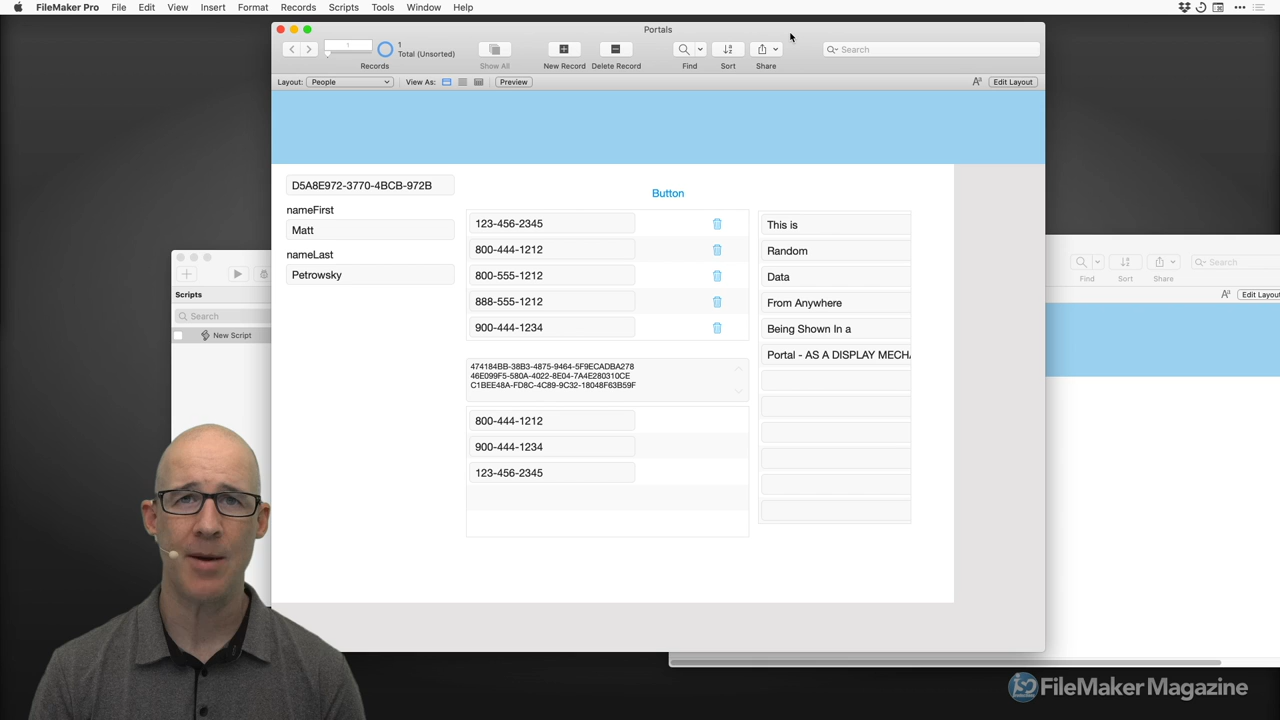 FileMaker Pro File Edit View Insert Format Records Scripts Tools Window Help
Portals
1
1
Total (Unsorted)
Records
Show All
New Record
Delete Record
Find
Sort
Share
Search
Layout: People
View As:
Preview
Aa
Edit Layout
D5A8E972-3770-4BCB-972B
nameFirst
Matt
nameLast
Petrowsky
Button
123-456-2345
800-444-1212
800-555-1212
888-555-1212
900-444-1234
474184BB-38B3-4875-9464-5F9ECADBA278
46E099F5-580A-4022-8E04-7A4E280310CE
C1BEE48A-FD8C-4C89-9C32-18048F63B59F
800-444-1212
900-444-1234
123-456-2345
This is
Random
Data
From Anywhere
Being Shown In a
Portal - AS A DISPLAY MECHA
Scripts
Search
New Script
Find
Sort
Share
Search
Aa
Edit Layout
FileMaker Magazine